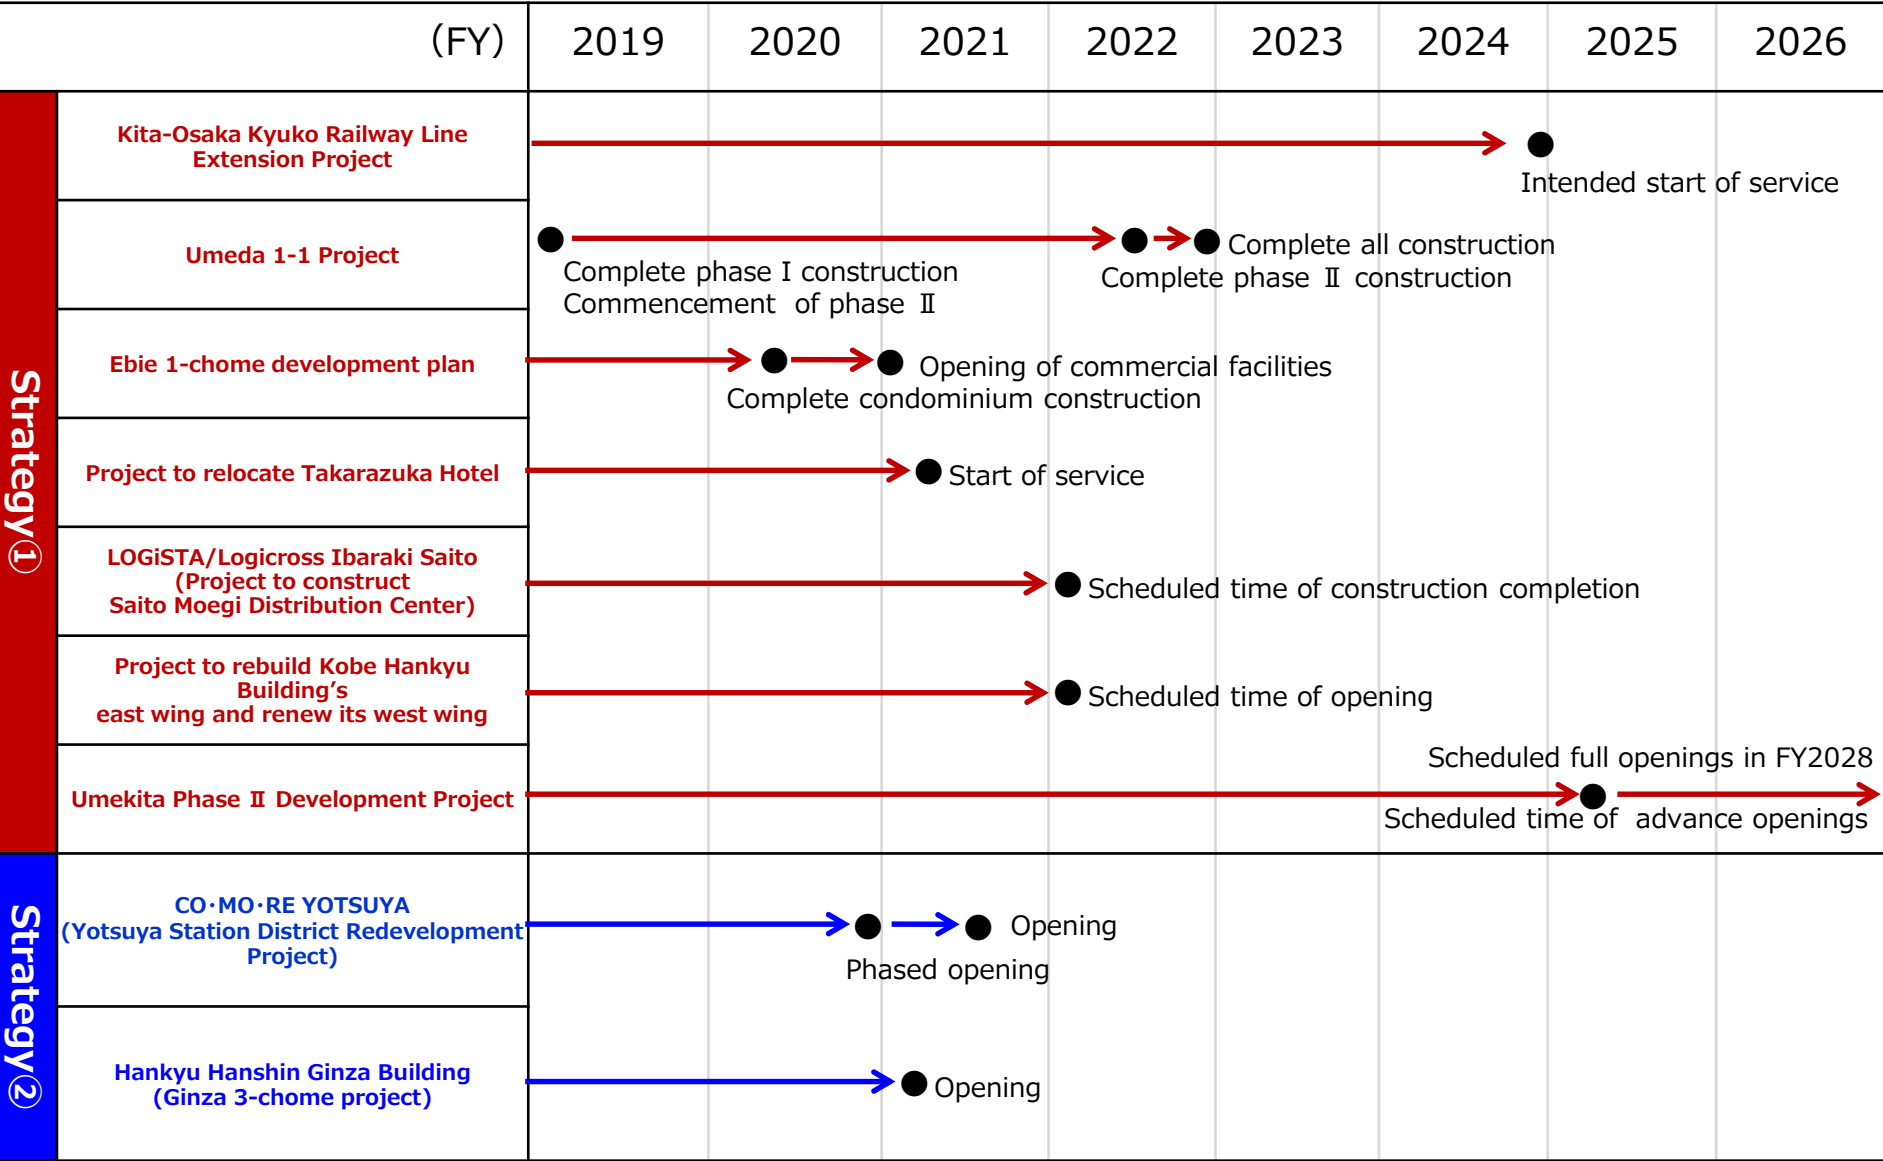 （FY） 2019 2020 2021 2022 2023 2024 2025 2026
Strategy①
Kita-Osaka Kyuko Railway Line
Extension Project
Intended start of service
Umeda 1-1 Project
Complete all construction
Complete phase Ⅰ construction
Complete phase Ⅱ construction
Commencement of phase Ⅱ
Ebie 1-chome development plan
Opening of commercial facilities
Complete condominium construction
Project to relocate Takarazuka Hotel
Start of service
LOGiSTA/Logicross Ibaraki Saito
(Project to construct
Saito Moegi Distribution Center)
Scheduled time of construction completion
Project to rebuild Kobe Hankyu
Building’s
east wing and renew its west wing
Scheduled time of opening
Umekita Phase Ⅱ Development Project
Scheduled full openings in FY2028
Scheduled time of advance openings
Strategy②
CO・MO・RE YOTSUYA
(Yotsuya Station District Redevelopment
Project)
Opening
Phased opening
Hankyu Hanshin Ginza Building
(Ginza 3-chome project)
Opening